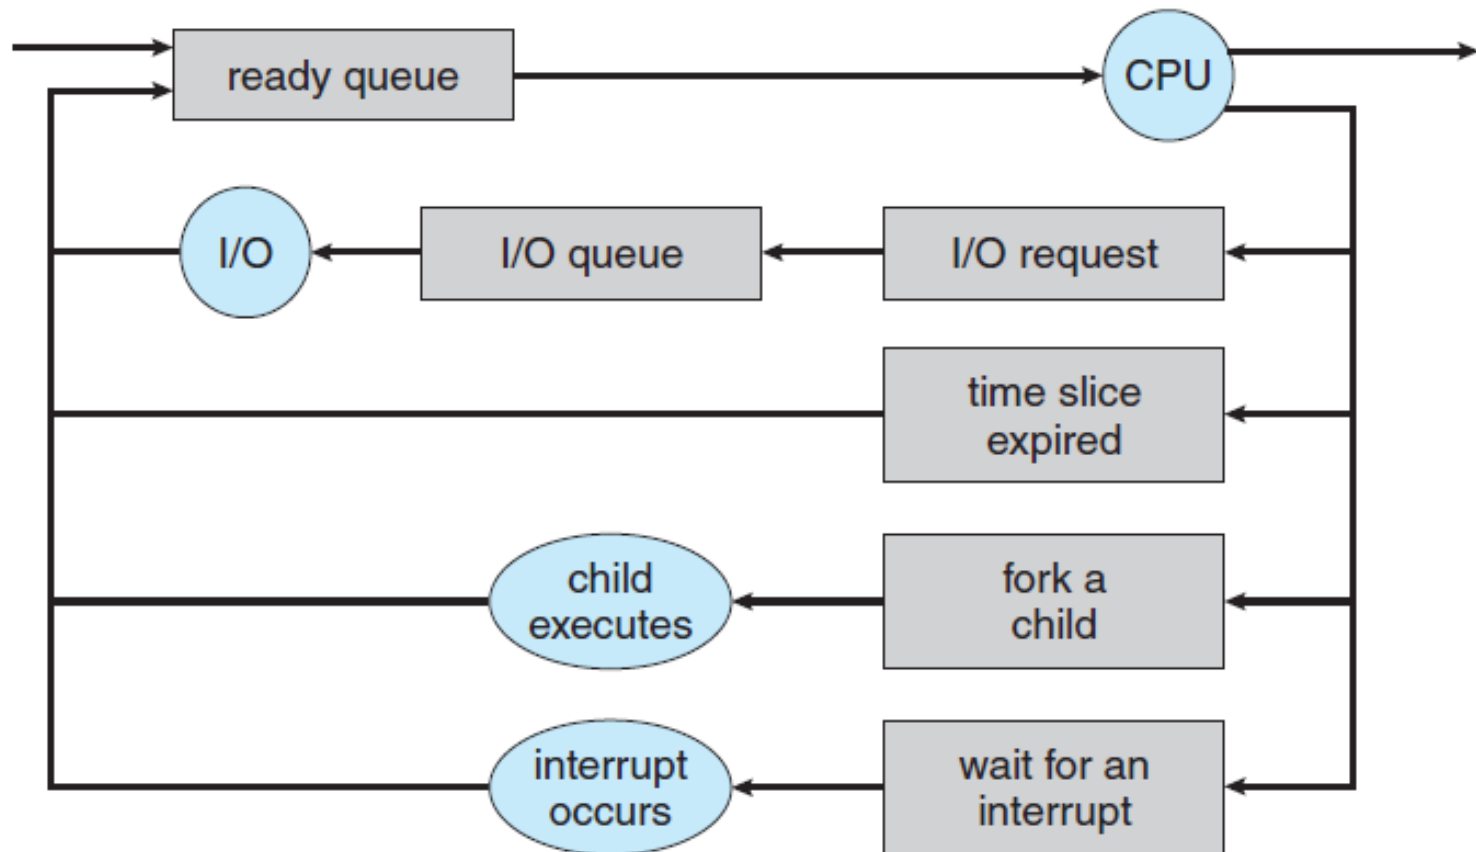 ready queue
CPU
I/O
I/O queue
I/O request
time slice
expired
child
executes
fork a
child
interrupt
occurs
wait for an
interrupt